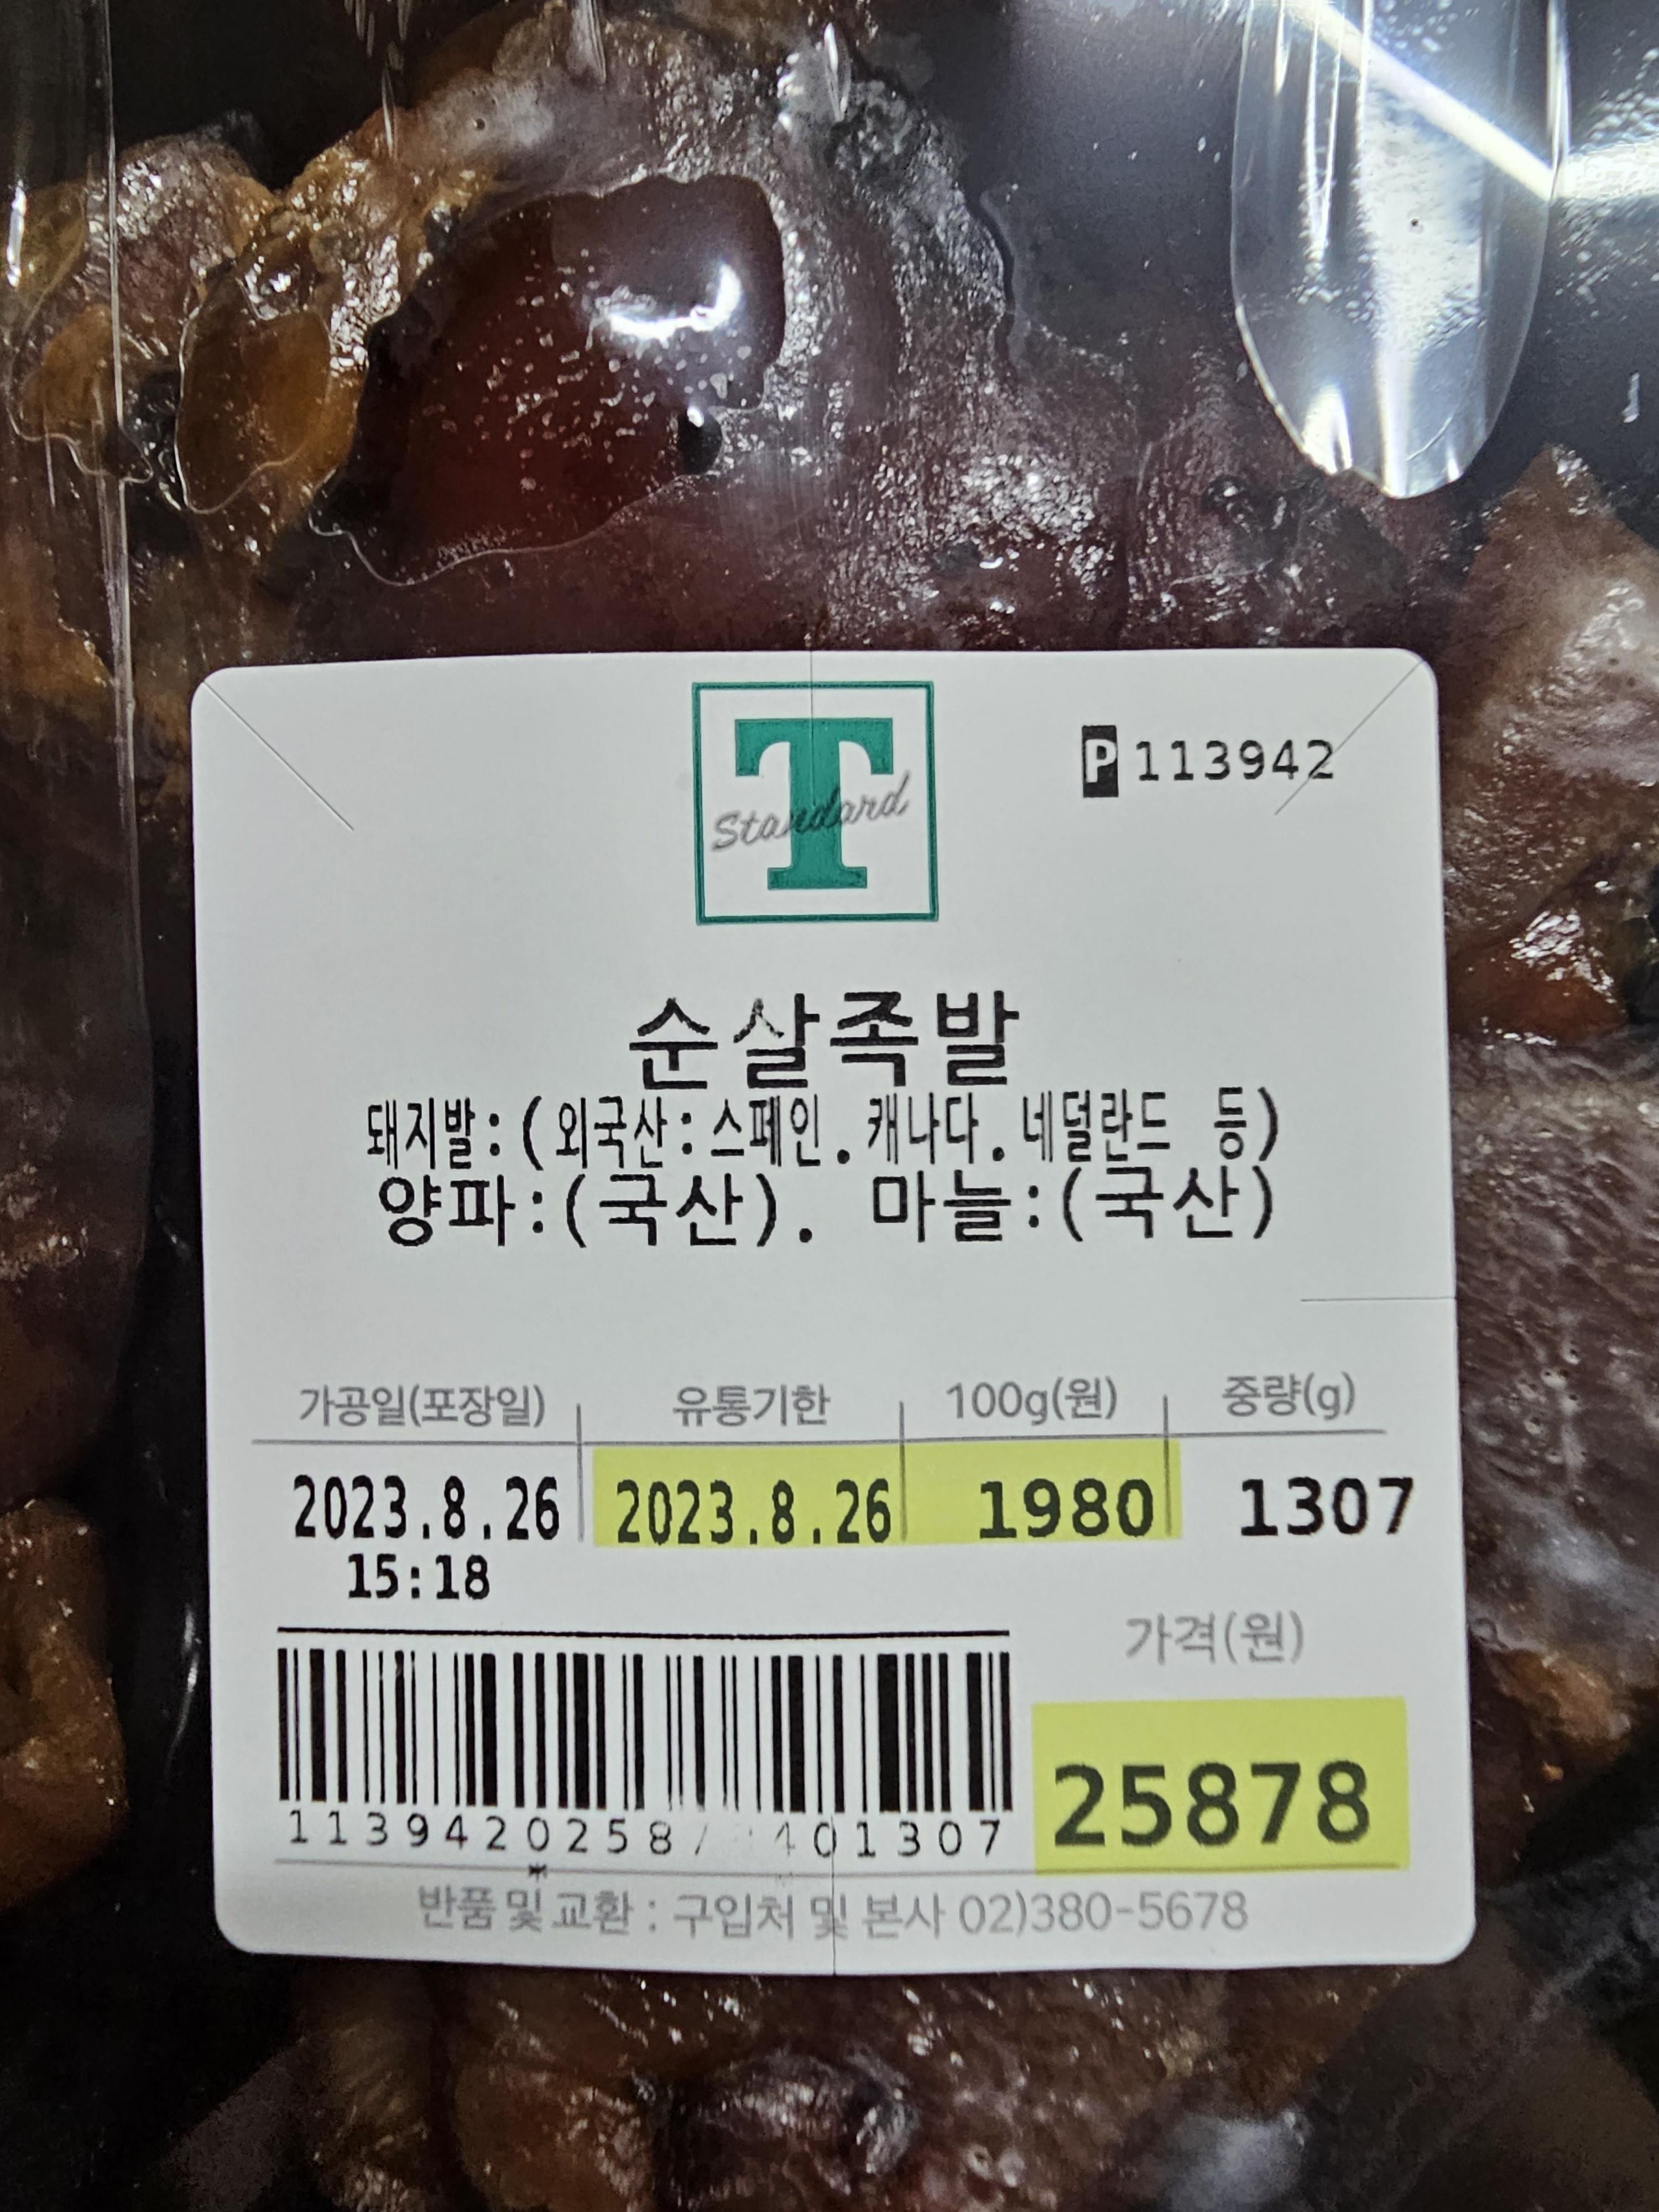 T
Standard
P 113942
순살족발
돼지발:(외국산:스페인.캐나다.네덜란드 등)
양파:(국산). 마늘:(국산)
가공일(포장일) 유통기한 100g(원) 중량(g)
2023.8.26 2023.8.26 1980 1307
15:18
가격(원)
25878
반품 및 교환 : 구입처 및 본사 02)380-5678